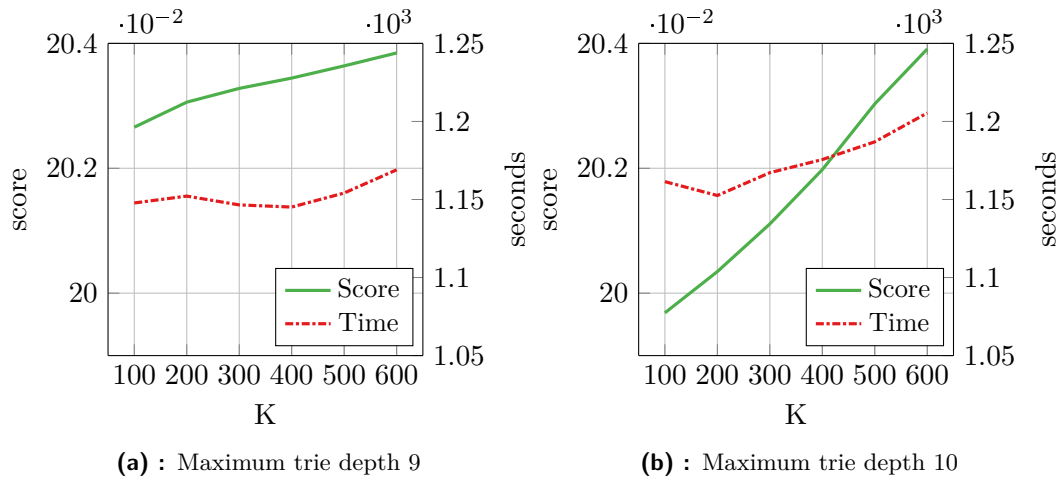 ·10⁻² ·10³
20.4
20.2
20
1.25
1.2
1.15
1.1
1.05
score
seconds
Score
Time
100 200 300 400 500 600
K
(a) : Maximum trie depth 9
·10⁻² ·10³
20.4
20.2
20
1.25
1.2
1.15
1.1
1.05
score
seconds
Score
Time
100 200 300 400 500 600
K
(b) : Maximum trie depth 10